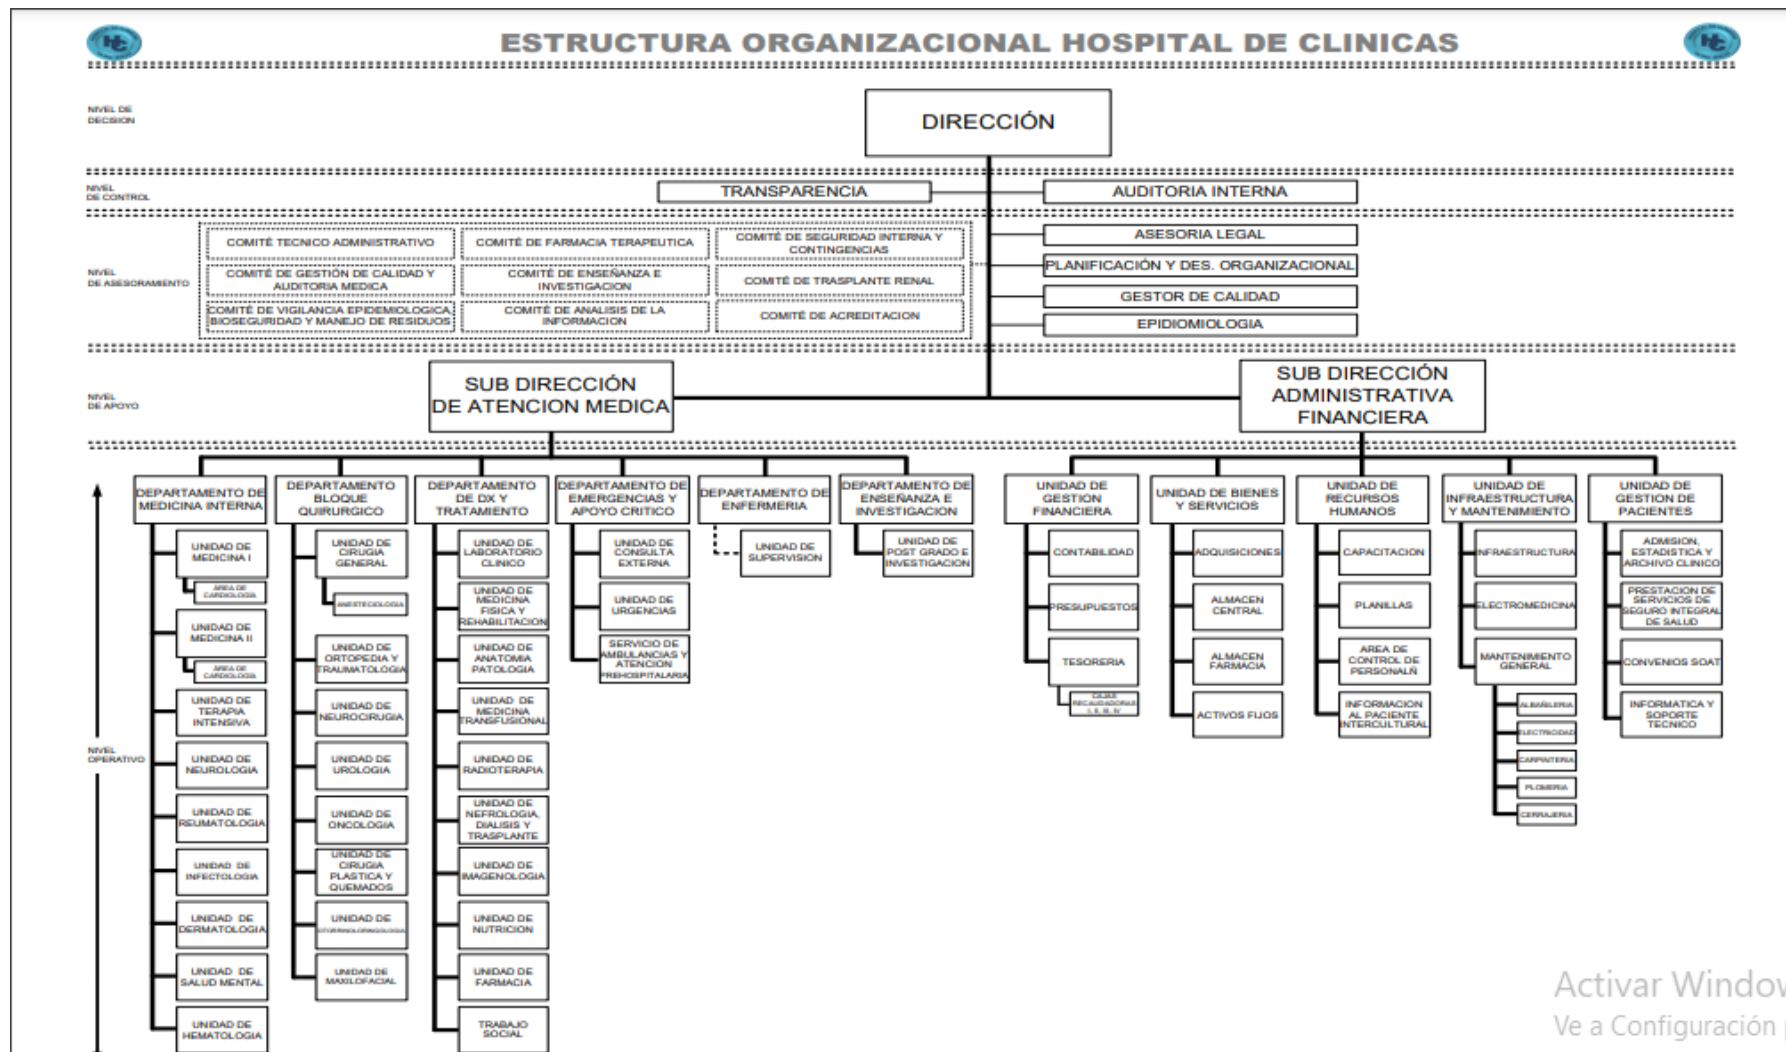 HC
ESTRUCTURA ORGANIZACIONAL HOSPITAL DE CLINICAS
HC
NIVEL DE
DECISION
DIRECCIÓN
NIVEL
DE CONTROL
TRANSPARENCIA
AUDITORIA INTERNA
NIVEL
DE ASESORAMIENTO
COMITÉ TECNICO ADMINISTRATIVO
COMITÉ DE FARMACIA TERAPEUTICA
COMITÉ DE SEGURIDAD INTERNA Y
CONTINGENCIAS
COMITÉ DE GESTIÓN DE CALIDAD Y
AUDITORIA MEDICA
COMITÉ DE ENSEÑANZA E
INVESTIGACION
COMITÉ DE TRASPLANTE RENAL
COMITÉ DE VIGILANCIA EPIDEMIOLOGICA,
BIOSEGURIDAD Y MANEJO DE RESIDUOS
COMITÉ DE ANALISIS DE LA
INFORMACION
COMITÉ DE ACREDITACION
ASESORIA LEGAL
PLANIFICACIÓN Y DES. ORGANIZACIONAL
GESTOR DE CALIDAD
EPIDIOMIOLOGIA
NIVEL
DE APOYO
SUB DIRECCIÓN
DE ATENCION MEDICA
SUB DIRECCIÓN
ADMINISTRATIVA
FINANCIERA
NIVEL
OPERATIVO
DEPARTAMENTO DE
MEDICINA INTERNA
UNIDAD DE
MEDICINA I
AREA DE
CARDIOLOGIA
UNIDAD DE
MEDICINA II
AREA DE
CARDIOLOGIA
UNIDAD DE
TERAPIA
INTENSIVA
UNIDAD DE
NEUROLOGIA
UNIDAD DE
REUMATOLOGIA
UNIDAD DE
INFECTOLOGIA
UNIDAD DE
DERMATOLOGIA
UNIDAD DE
SALUD MENTAL
UNIDAD DE
HEMATOLOGIA
DEPARTAMENTO
BLOQUE
QUIRURGICO
UNIDAD DE
CIRUGIA
GENERAL
ANESTECIOLOGIA
UNIDAD DE
ORTOPEDIA Y
TRAUMATOLOGIA
UNIDAD DE
NEUROCIRUGIA
UNIDAD DE
UROLOGIA
UNIDAD DE
ONCOLOGIA
UNIDAD DE
CIRUGIA
PLASTICA Y
QUEMADOS
UNIDAD DE
UNIDAD DE
MAXILOFACIAL
DEPARTAMENTO
DE DX Y
TRATAMIENTO
UNIDAD DE
LABORATORIO
CLINICO
UNIDAD DE
MEDICINA
FISICA Y
REHABILITACION
UNIDAD DE
ANATOMIA
PATOLOGIA
UNIDAD DE
MEDICINA
TRANSFUSIONAL
UNIDAD DE
RADIOTERAPIA
UNIDAD DE
NEFROLOGIA,
DIALISIS Y
TRASPLANTE
UNIDAD DE
IMAGENOLOGIA
UNIDAD DE
NUTRICION
UNIDAD DE
FARMACIA
TRABAJO
SOCIAL
DEPARTAMENTO DE
EMERGENCIAS Y
APOYO CRITICO
UNIDAD DE
CONSULTA
EXTERNA
UNIDAD DE
URGENCIAS
SERVICIO DE
AMBULANCIAS Y
ATENCION
PREHOSPITALARIA
DEPARTAMENTO DE
ENFERMERIA
UNIDAD DE
SUPERVISION
DEPARTAMENTO DE
ENSEÑANZA E
INVESTIGACION
UNIDAD DE
POST GRADO E
INVESTIGACION
UNIDAD DE
GESTION
FINANCIERA
CONTABILIDAD
PRESUPUESTOS
TESORERIA
CAJAS
RECAUDADORAS
I, II, III, IV
UNIDAD DE BIENES
Y SERVICIOS
ADQUISICIONES
ALMACEN
CENTRAL
ALMACEN
FARMACIA
ACTIVOS FIJOS
UNIDAD DE
RECURSOS
HUMANOS
CAPACITACION
PLANILLAS
AREA DE
CONTROL DE
PERSONALÑ
INFORMACION
AL PACIENTE
INTERCULTURAL
UNIDAD DE
INFRAESTRUCTURA
Y MANTENIMIENTO
INFRAESTRUCTURA
ELECTROMEDICINA
MANTENIMIENTO
GENERAL
ALBAÑILERIA
ELECTRICIDAD
CARPINTERIA
PLOMERIA
CERRAJERIA
UNIDAD DE
GESTION DE
PACIENTES
ADMISION,
ESTADISTICA Y
ARCHIVO CLINICO
PRESTACION DE
SERVICIOS DE
SEGURO INTEGRAL
DE SALUD
CONVENIOS SOAT
INFORMATICA Y
SOPORTE
TECNICO
Activar Window
Ve a Configuración